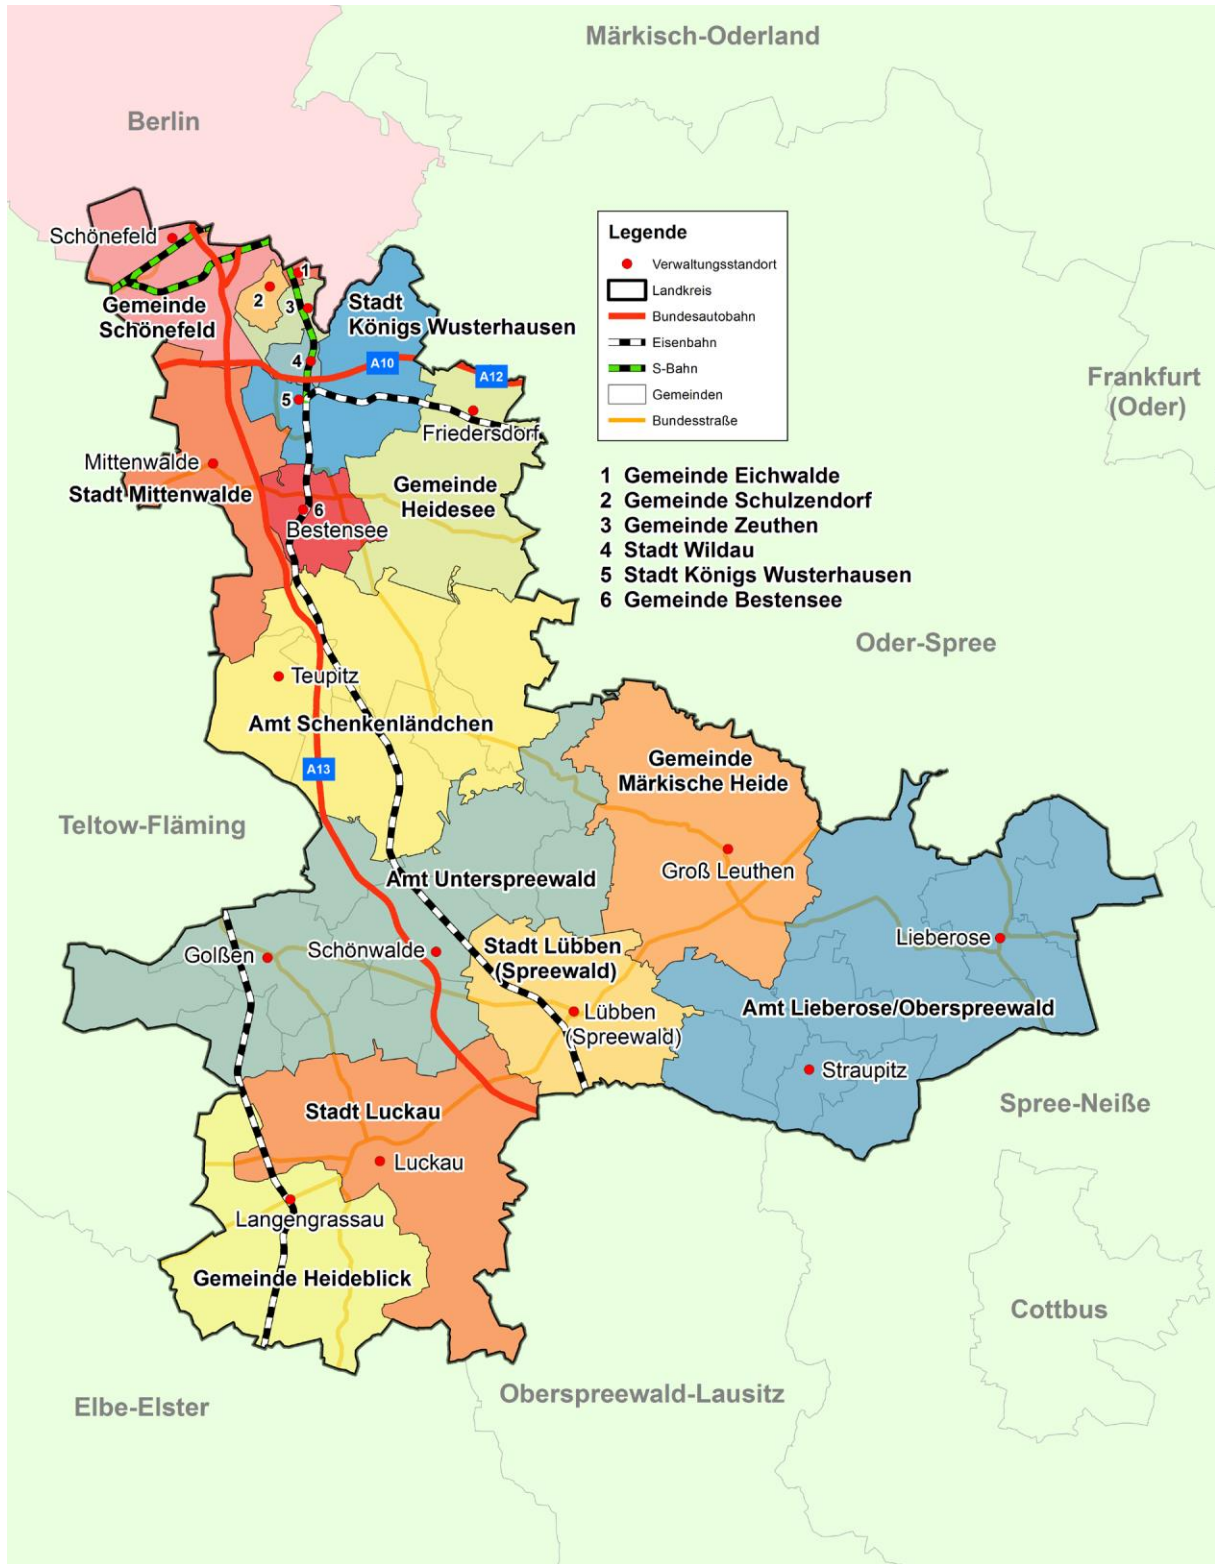 Märkisch-Oderland
Berlin
Schönefeld
Gemeinde
Schönefeld
1
2
3
4
5
Stadt
Königs Wusterhausen
A10
A12
Friedersdorf
Legende
Verwaltungsstandort
Landkreis
Bundesautobahn
Eisenbahn
S-Bahn
Gemeinden
Bundesstraße
Frankfurt
(Oder)
Mittenwalde
Stadt Mittenwalde
Gemeinde
Heidesee
6
Bestensee
1 Gemeinde Eichwalde
2 Gemeinde Schulzendorf
3 Gemeinde Zeuthen
4 Stadt Wildau
5 Stadt Königs Wusterhausen
6 Gemeinde Bestensee
Oder-Spree
Teupitz
Amt Schenkenländchen
A13
Gemeinde
Märkische Heide
Teltow-Fläming
Groß Leuthen
Amt Unterspreewald
Golßen
Schönwalde
Stadt Lübben
(Spreewald)
Lieberose
Lübben
(Spreewald)
Amt Lieberose/Oberspreewald
Straupitz
Spree-Neiße
Stadt Luckau
Luckau
Langengrassau
Gemeinde Heideblick
Cottbus
Oberspreewald-Lausitz
Elbe-Elster